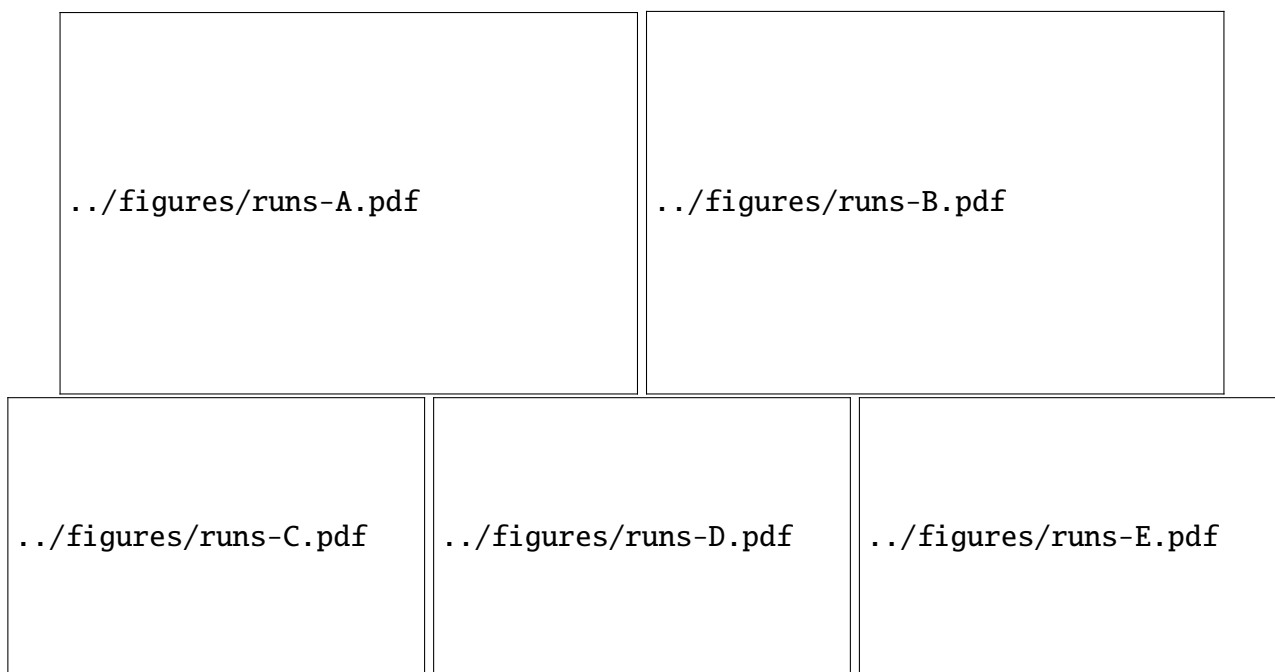 ../figures/runs-A.pdf
../figures/runs-B.pdf
../figures/runs-C.pdf
../figures/runs-D.pdf
../figures/runs-E.pdf